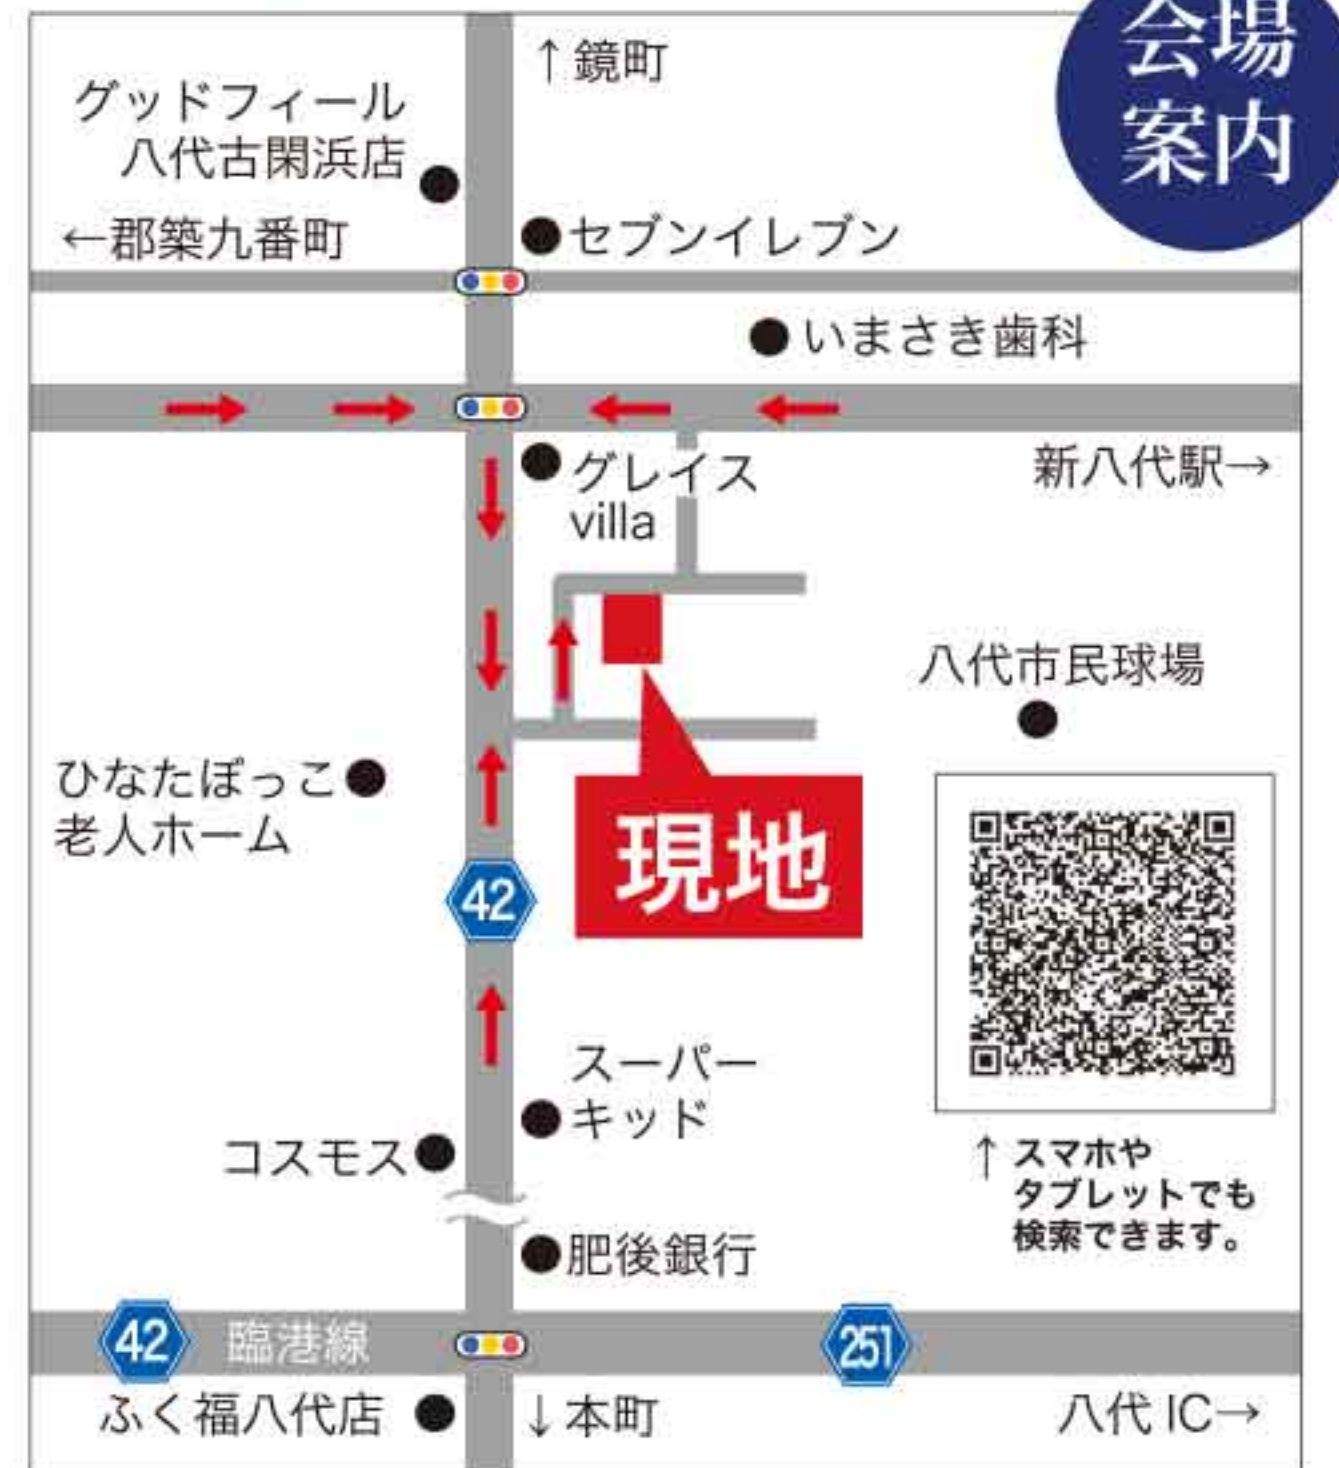 会場
案内
↑鏡町
グッドフィール
八代古閑浜店
←郡築九番町
セブンイレブン
いまさき歯科
グレイス
villa
新八代駅→
八代市民球場
ひなたぼっこ
老人ホーム
現地
42
スーパー
キッド
コスモス
↑スマホや
タブレットでも
検索できます。
肥後銀行
42 臨港線
251
ふく福八代店
↓本町
八代IC→